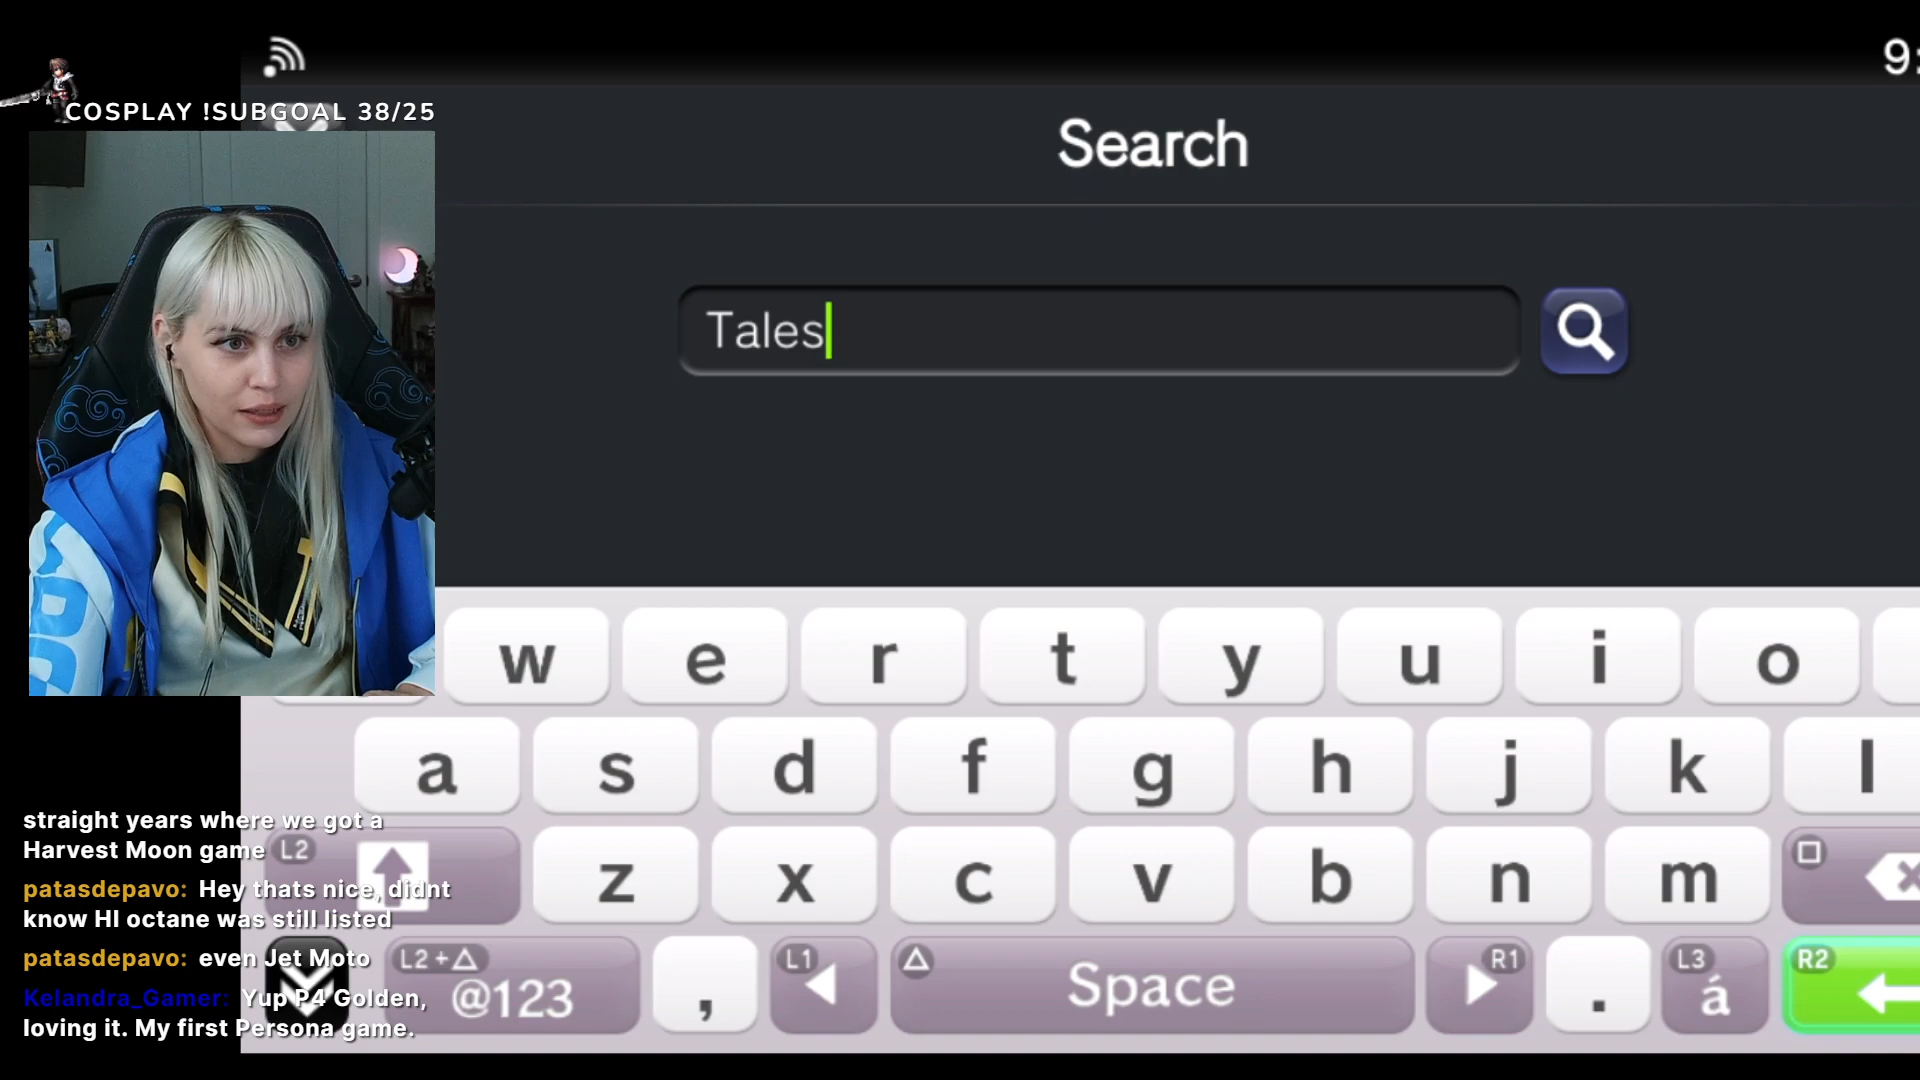 9:
COSPLAY !SUBGOAL 38/25
Search
Tales
w e r t y u i o
a s d f g h j k l
L2 z x c v b n m
L2+△ @123 , L1 △ Space R1 . L3 á R2
straight years where we got a
Harvest Moon game
patasdepavo: Hey thats nice, didnt
know HI octane was still listed
patasdepavo: even Jet Moto
Kelandra_Gamer: Yup P4 Golden,
loving it. My first Persona game.